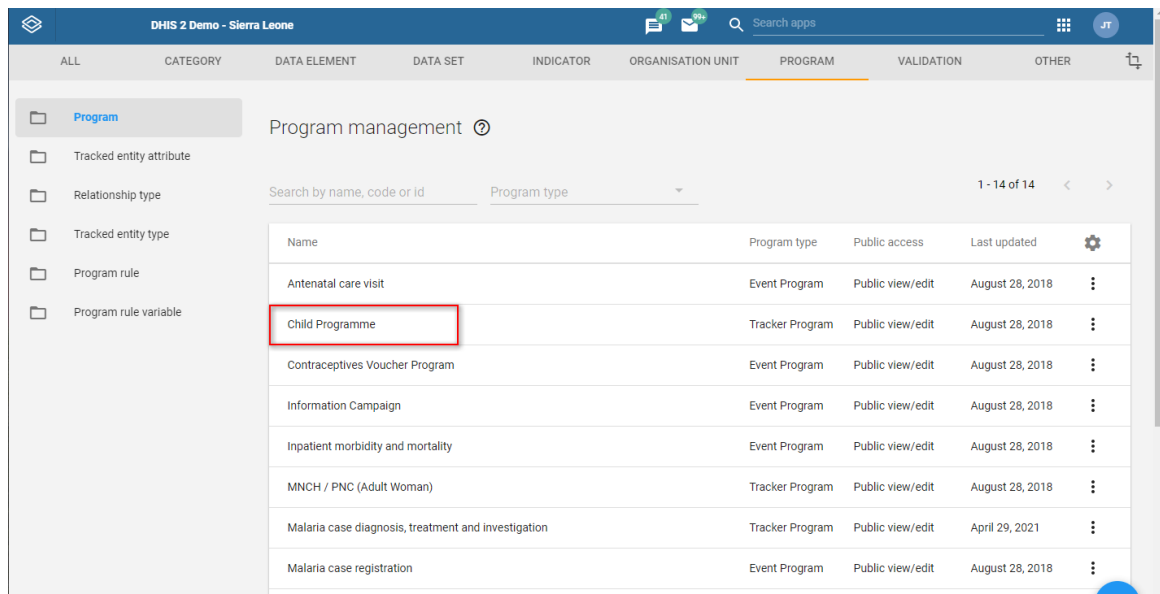 DHIS 2 Demo - Sierra Leone 41 99+ Search apps JT
ALL CATEGORY DATA ELEMENT DATA SET INDICATOR ORGANISATION UNIT PROGRAM VALIDATION OTHER
Program
Tracked entity attribute
Relationship type
Tracked entity type
Program rule
Program rule variable
Program management ?
Search by name, code or id Program type 1 - 14 of 14
Name Program type Public access Last updated
Antenatal care visit Event Program Public view/edit August 28, 2018
Child Programme Tracker Program Public view/edit August 28, 2018
Contraceptives Voucher Program Event Program Public view/edit August 28, 2018
Information Campaign Event Program Public view/edit August 28, 2018
Inpatient morbidity and mortality Event Program Public view/edit August 28, 2018
MNCH / PNC (Adult Woman) Tracker Program Public view/edit August 28, 2018
Malaria case diagnosis, treatment and investigation Tracker Program Public view/edit April 29, 2021
Malaria case registration Event Program Public view/edit August 28, 2018